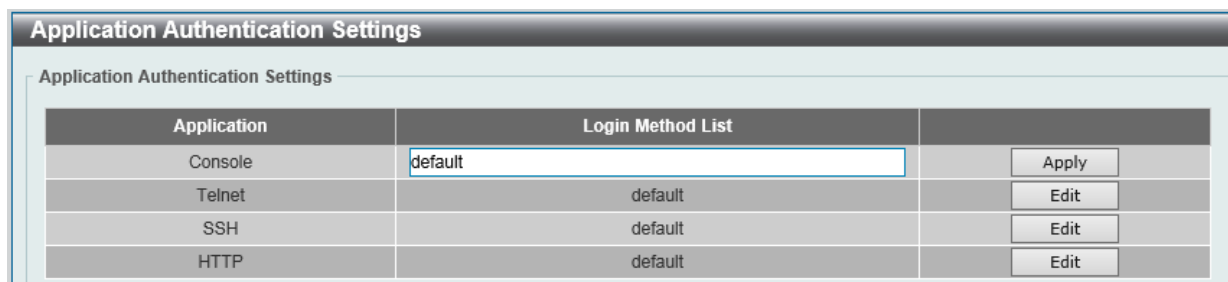 Application Authentication Settings
Application Authentication Settings
Application Login Method List
Console default Apply
Telnet default Edit
SSH default Edit
HTTP default Edit